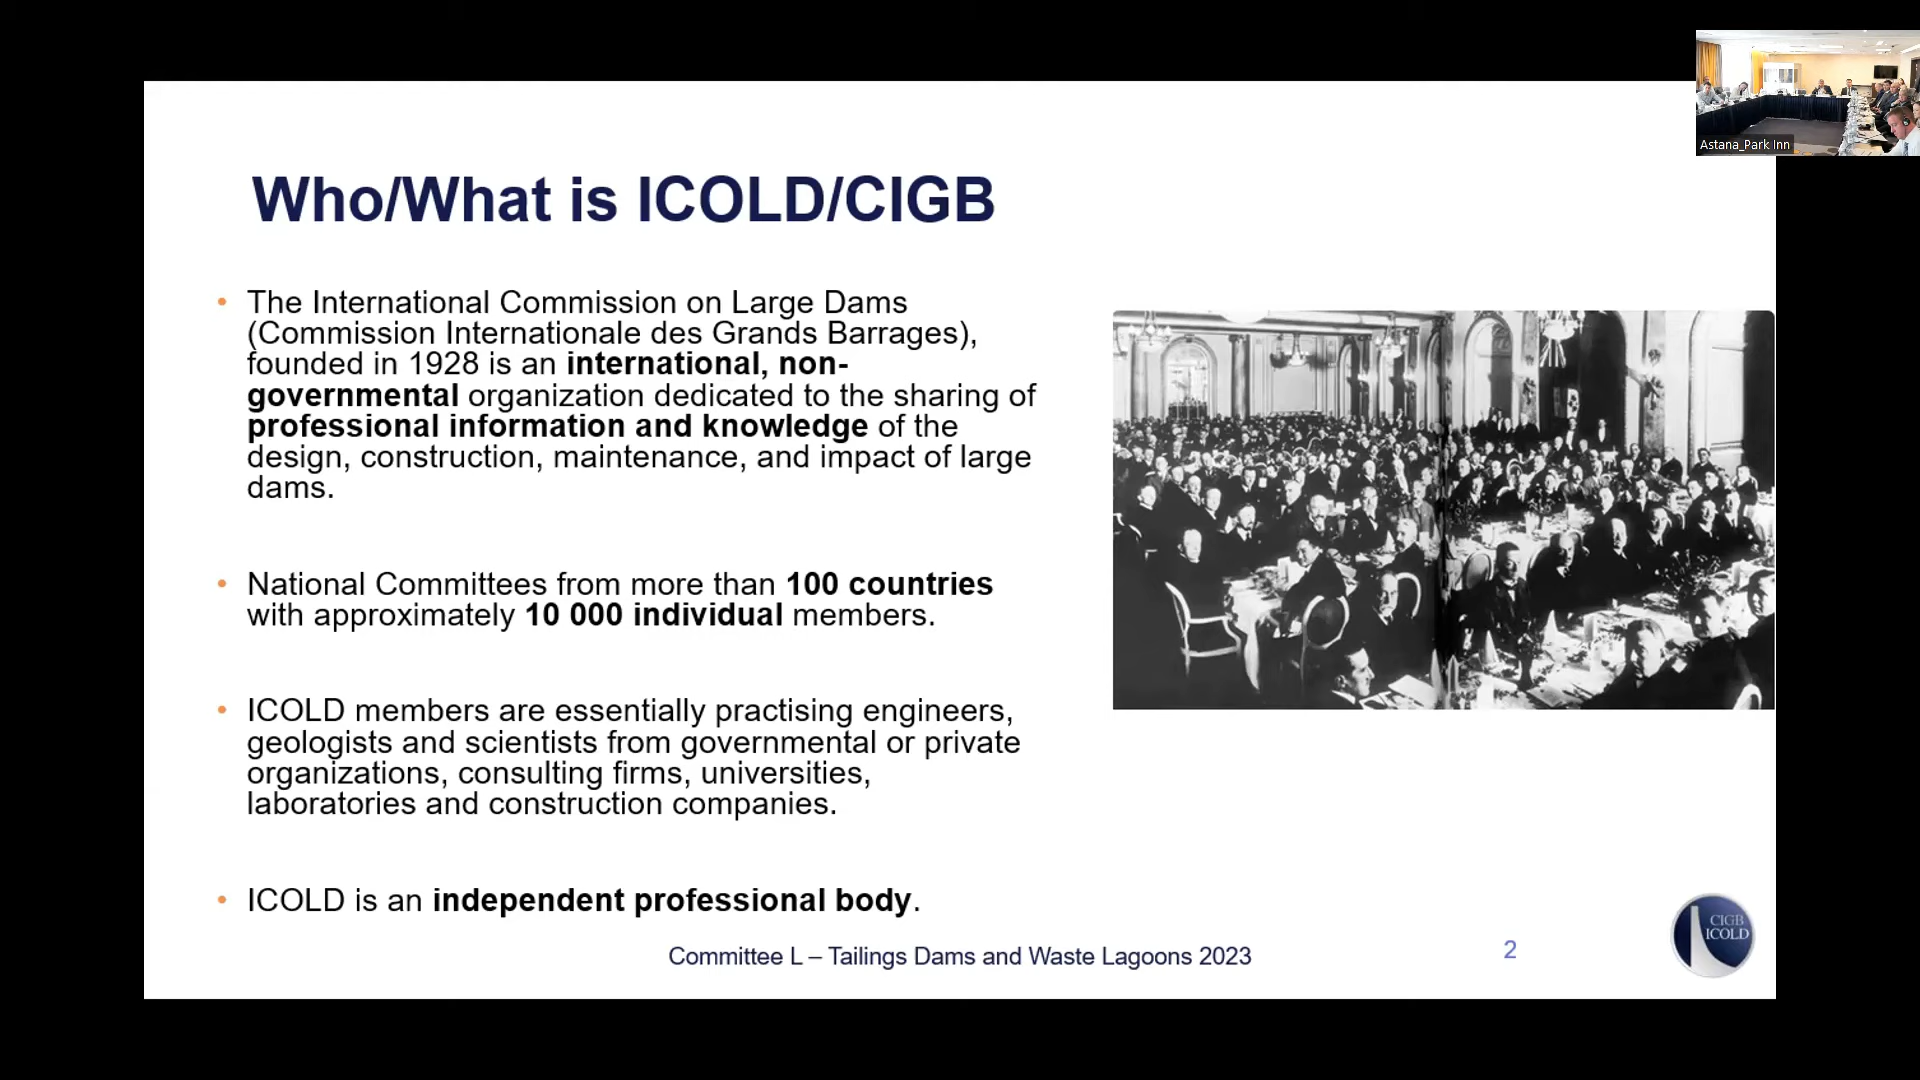 Astana_Park Inn
Who/What is ICOLD/CIGB
• The International Commission on Large Dams
(Commission Internationale des Grands Barrages),
founded in 1928 is an international, non-
governmental organization dedicated to the sharing of
professional information and knowledge of the
design, construction, maintenance, and impact of large
dams.
• National Committees from more than 100 countries
with approximately 10 000 individual members.
• ICOLD members are essentially practising engineers,
geologists and scientists from governmental or private
organizations, consulting firms, universities,
laboratories and construction companies.
• ICOLD is an independent professional body.
Committee L – Tailings Dams and Waste Lagoons 2023
2
CIGB
ICOLD